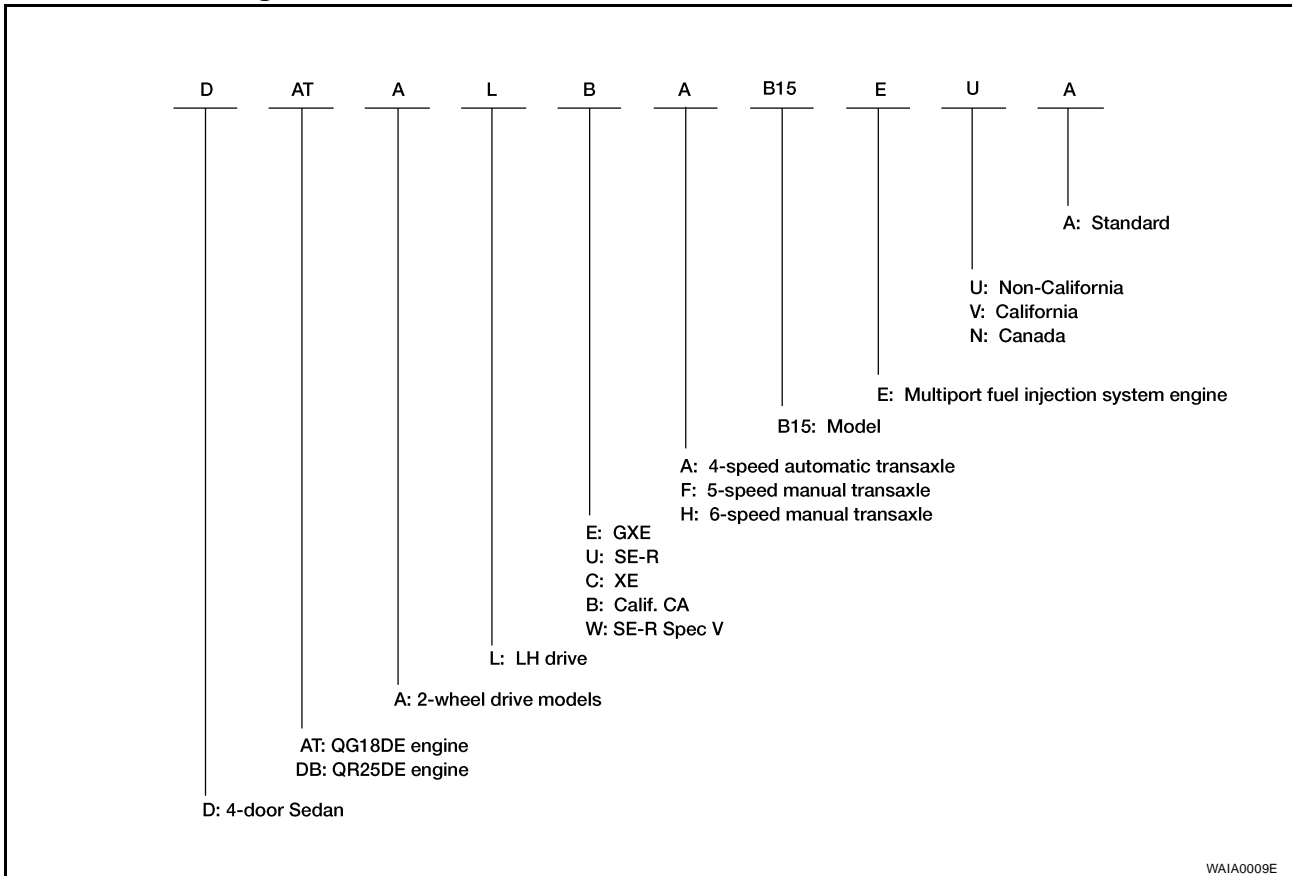 D AT A L B A B15 E U A
A: Standard
U: Non-California
V: California
N: Canada
E: Multiport fuel injection system engine
B15: Model
A: 4-speed automatic transaxle
F: 5-speed manual transaxle
H: 6-speed manual transaxle
E: GXE
U: SE-R
C: XE
B: Calif. CA
W: SE-R Spec V
L: LH drive
A: 2-wheel drive models
AT: QG18DE engine
DB: QR25DE engine
D: 4-door Sedan
WAIA0009E